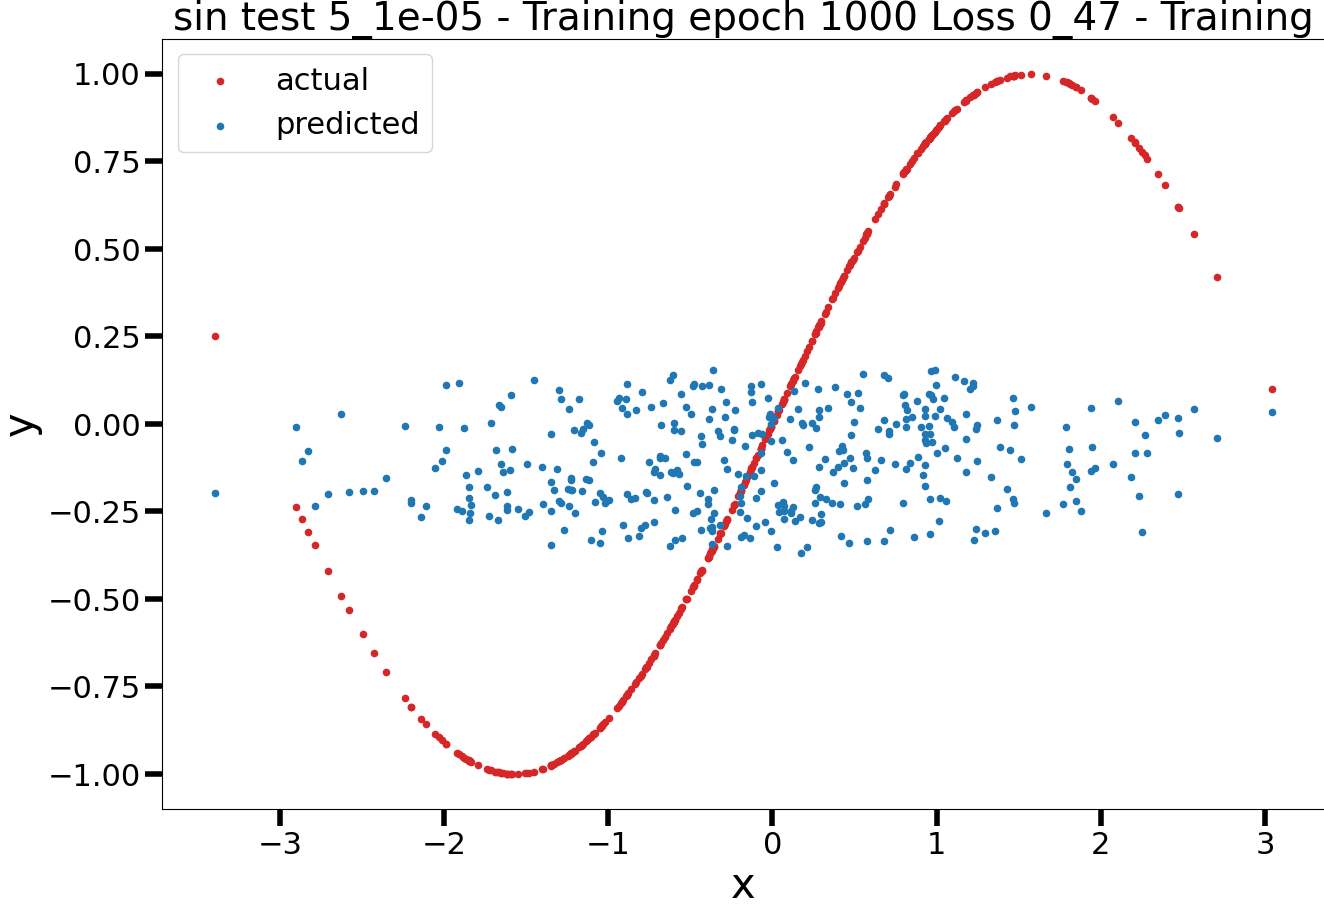 sin test 5_1e-05 - Training epoch 1000 Loss 0_47 - Training
actual
predicted
1.00
0.75
0.50
0.25
0.00
−0.25
−0.50
−0.75
−1.00
y
−3 −2 −1 0 1 2 3
x